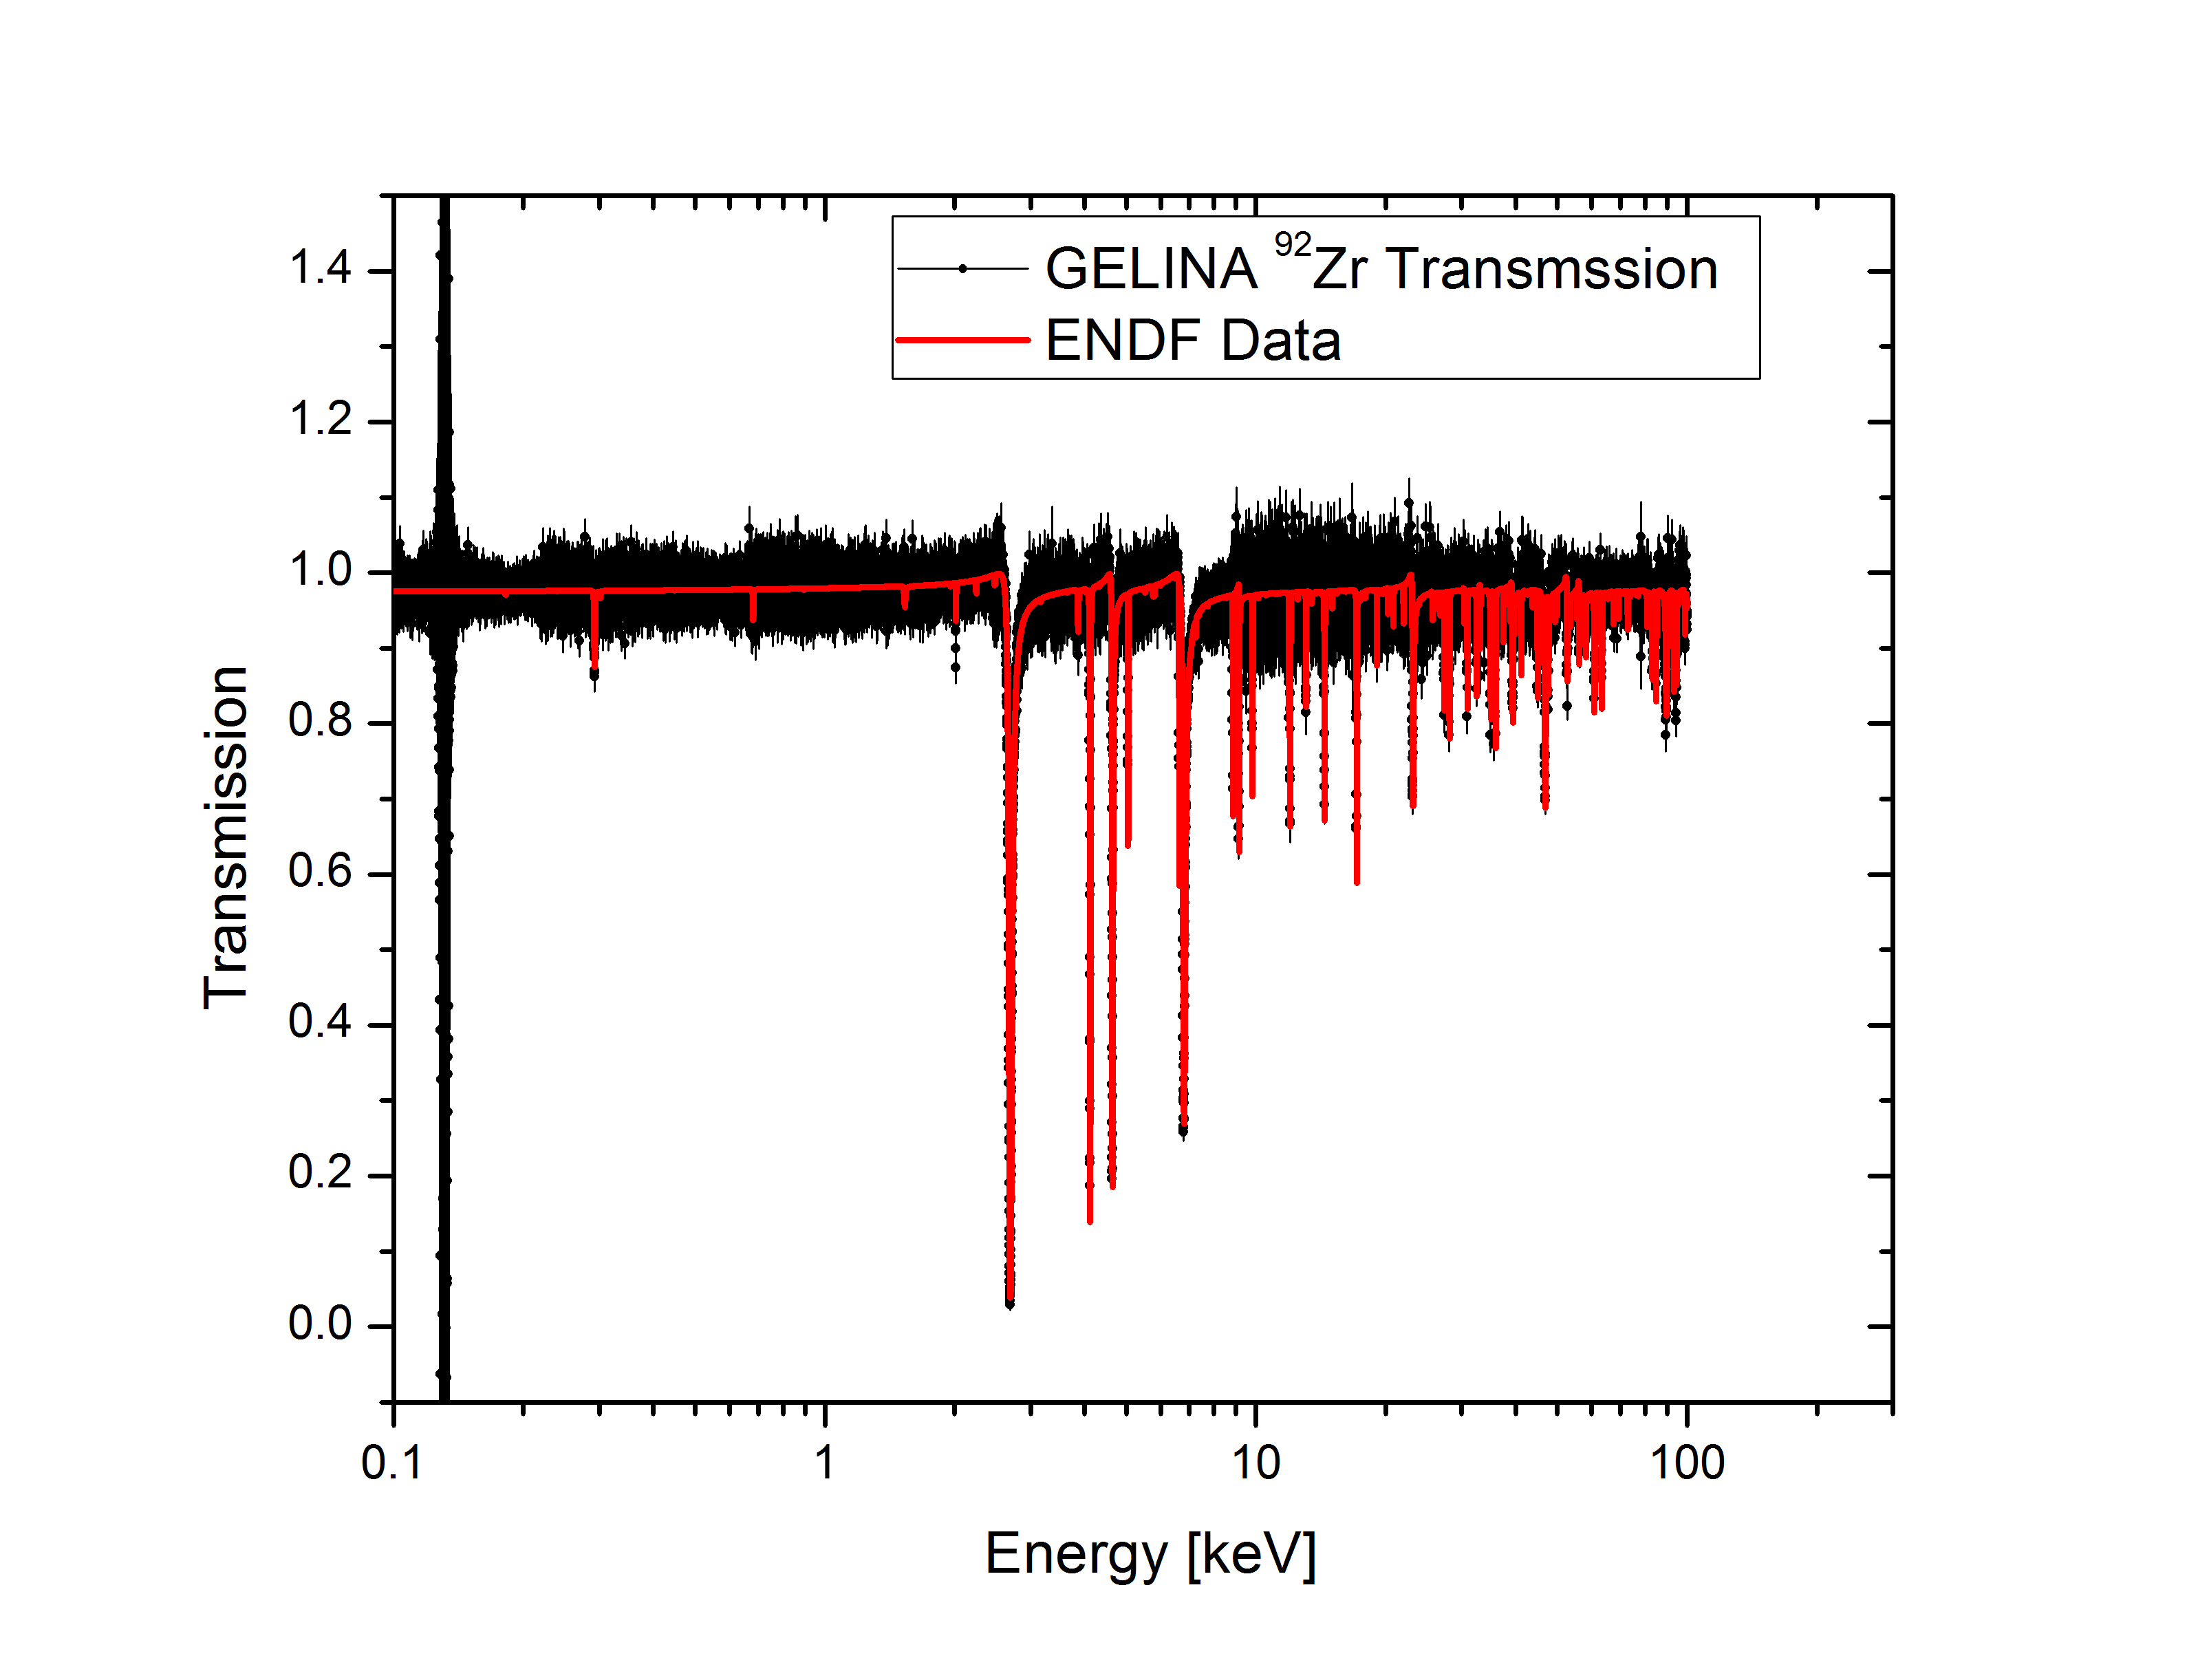 GELINA ⁹²Zr Transmssion
ENDF Data
1.4
1.2
1.0
0.8
0.6
0.4
0.2
0.0
Transmission
0.1 1 10 100
Energy [keV]